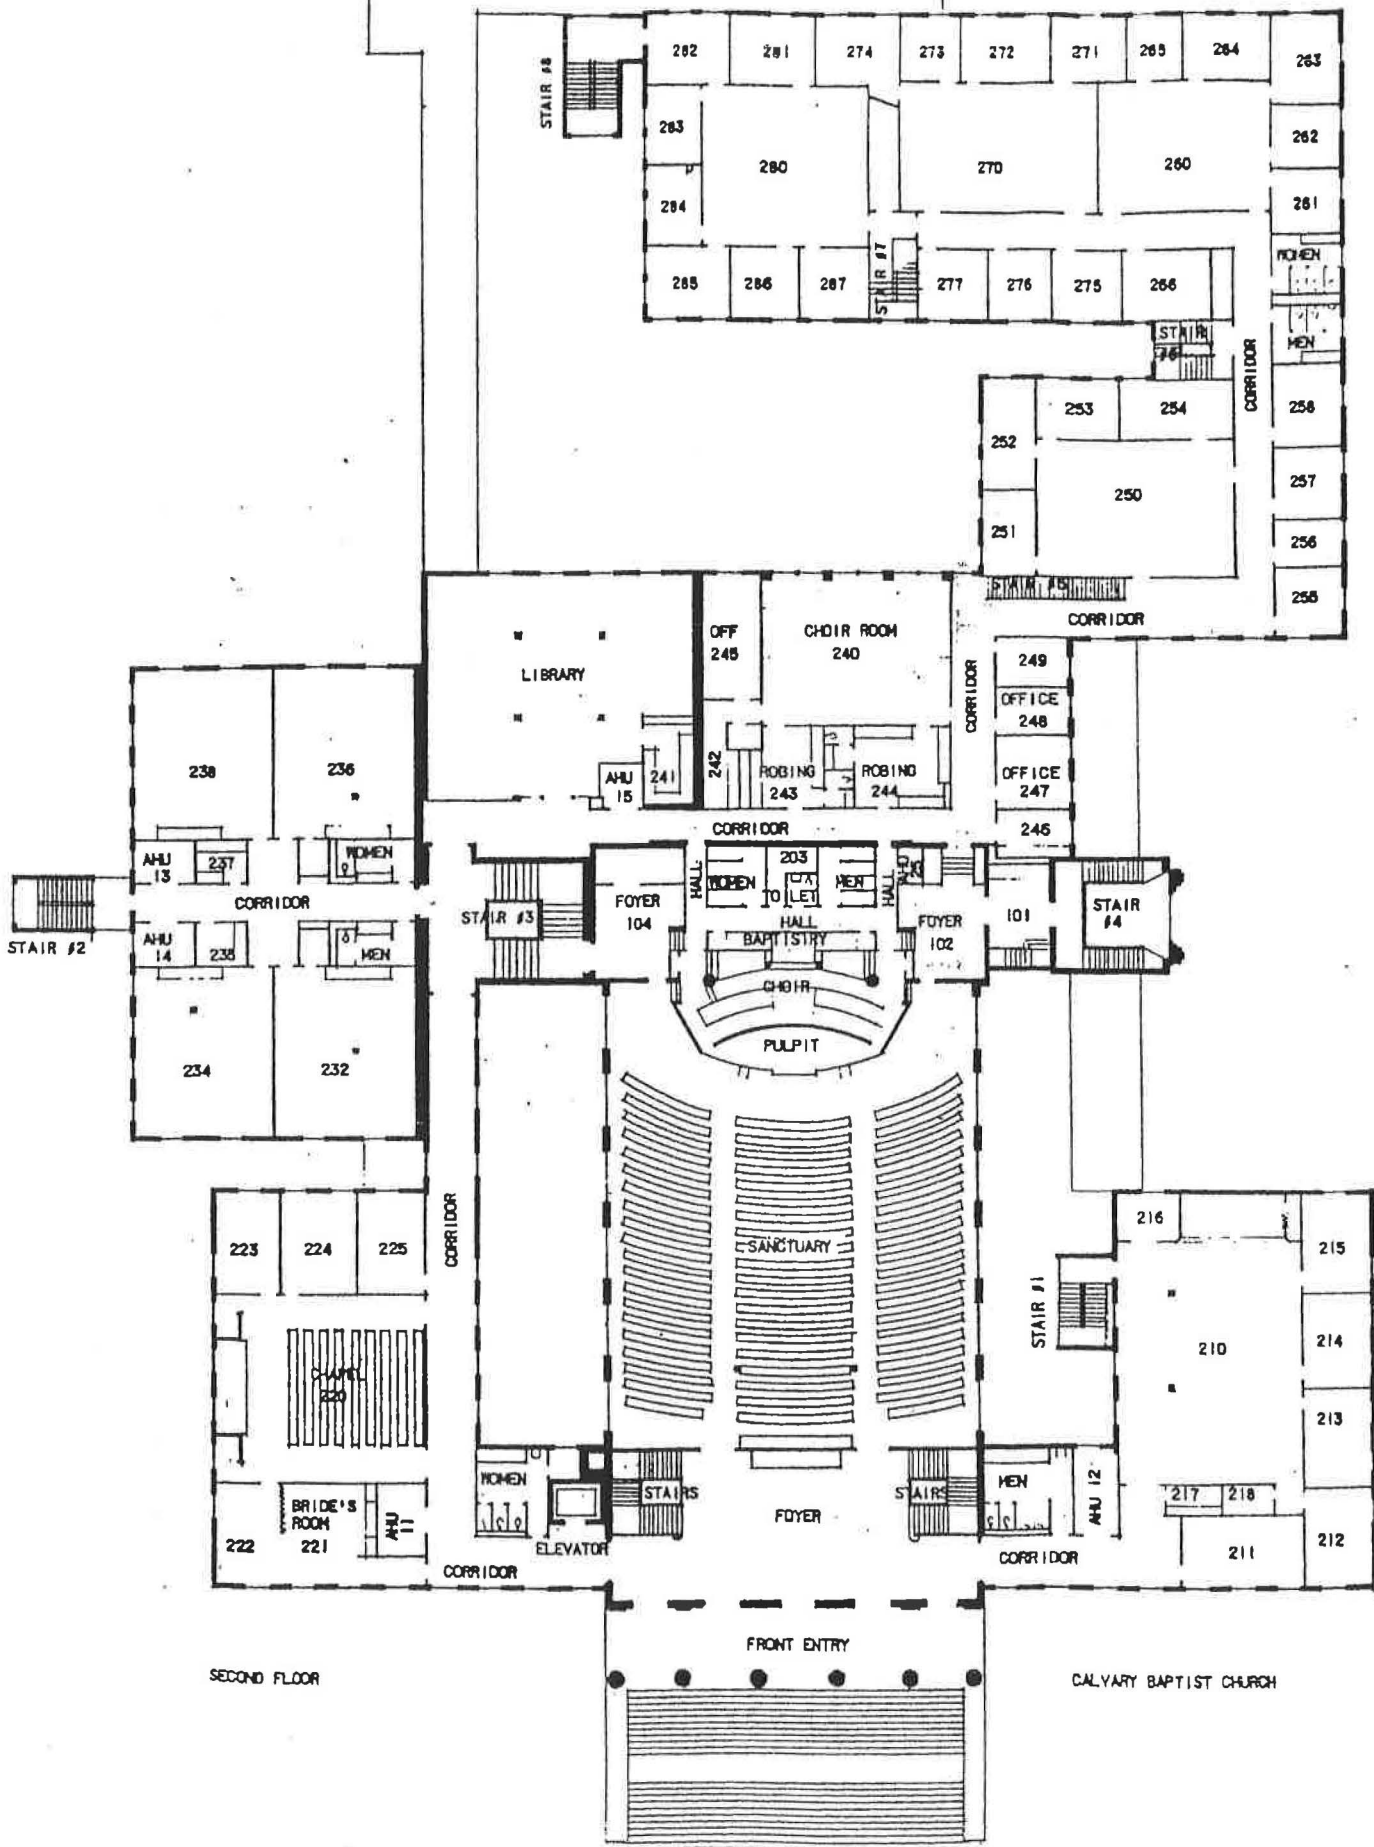 STAIR #8
282
281
274
273
272
271
265
264
263
283
280
270
260
262
284
261
285
286
287
STAIR #7
277
276
275
266
WOMEN
STAIR
#6
MEN
CORRIDOR
253
254
258
252
250
257
251
256
STAIR #5
255
CORRIDOR
OFF
245
CHOIR ROOM
240
249
LIBRARY
CORRIDOR
OFFICE
248
238
236
AHU
15
241
242
ROBING
243
ROBING
244
OFFICE
247
CORRIDOR
246
AHU
13
237
WOMEN
HALL
WOMEN
203
MEN
HALL
AHU
25
TOILET
CORRIDOR
STAIR #3
FOYER
104
HALL
FOYER
102
101
STAIR
#4
STAIR #2
AHU
14
235
MEN
BAPTISTRY
CHOIR
PULPIT
234
232
CORRIDOR
223
224
225
SANCTUARY
216
215
STAIR #1
210
214
CHAPEL
220
213
WOMEN
STAIRS
STAIRS
MEN
AHU 12
217
218
BRIDE'S
ROOM
221
222
AHU
11
FOYER
ELEVATOR
211
212
CORRIDOR
CORRIDOR
FRONT ENTRY
SECOND FLOOR
CALVARY BAPTIST CHURCH